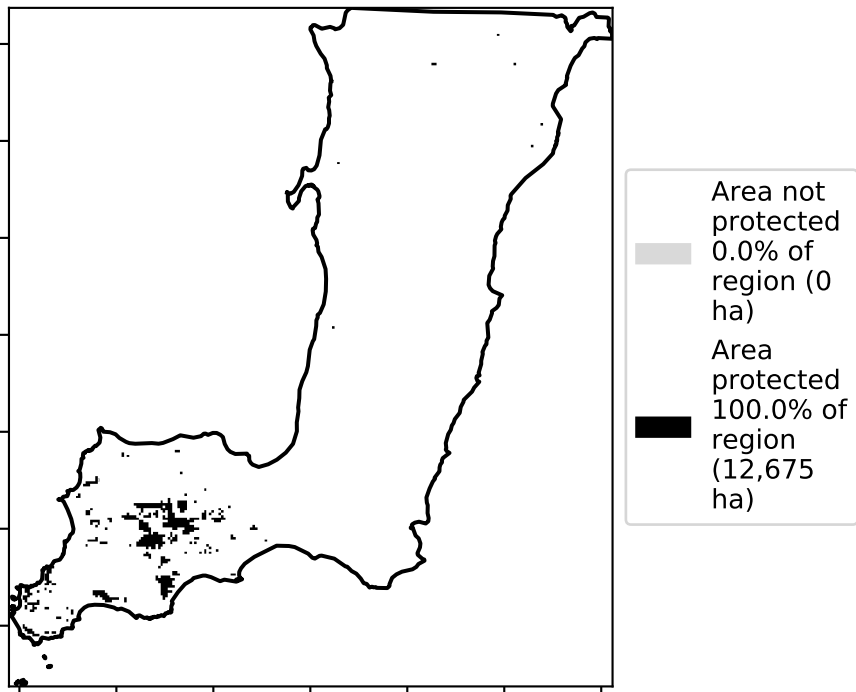 Area not
protected
0.0% of
region (0
ha)
Area
protected
100.0% of
region
(12,675
ha)